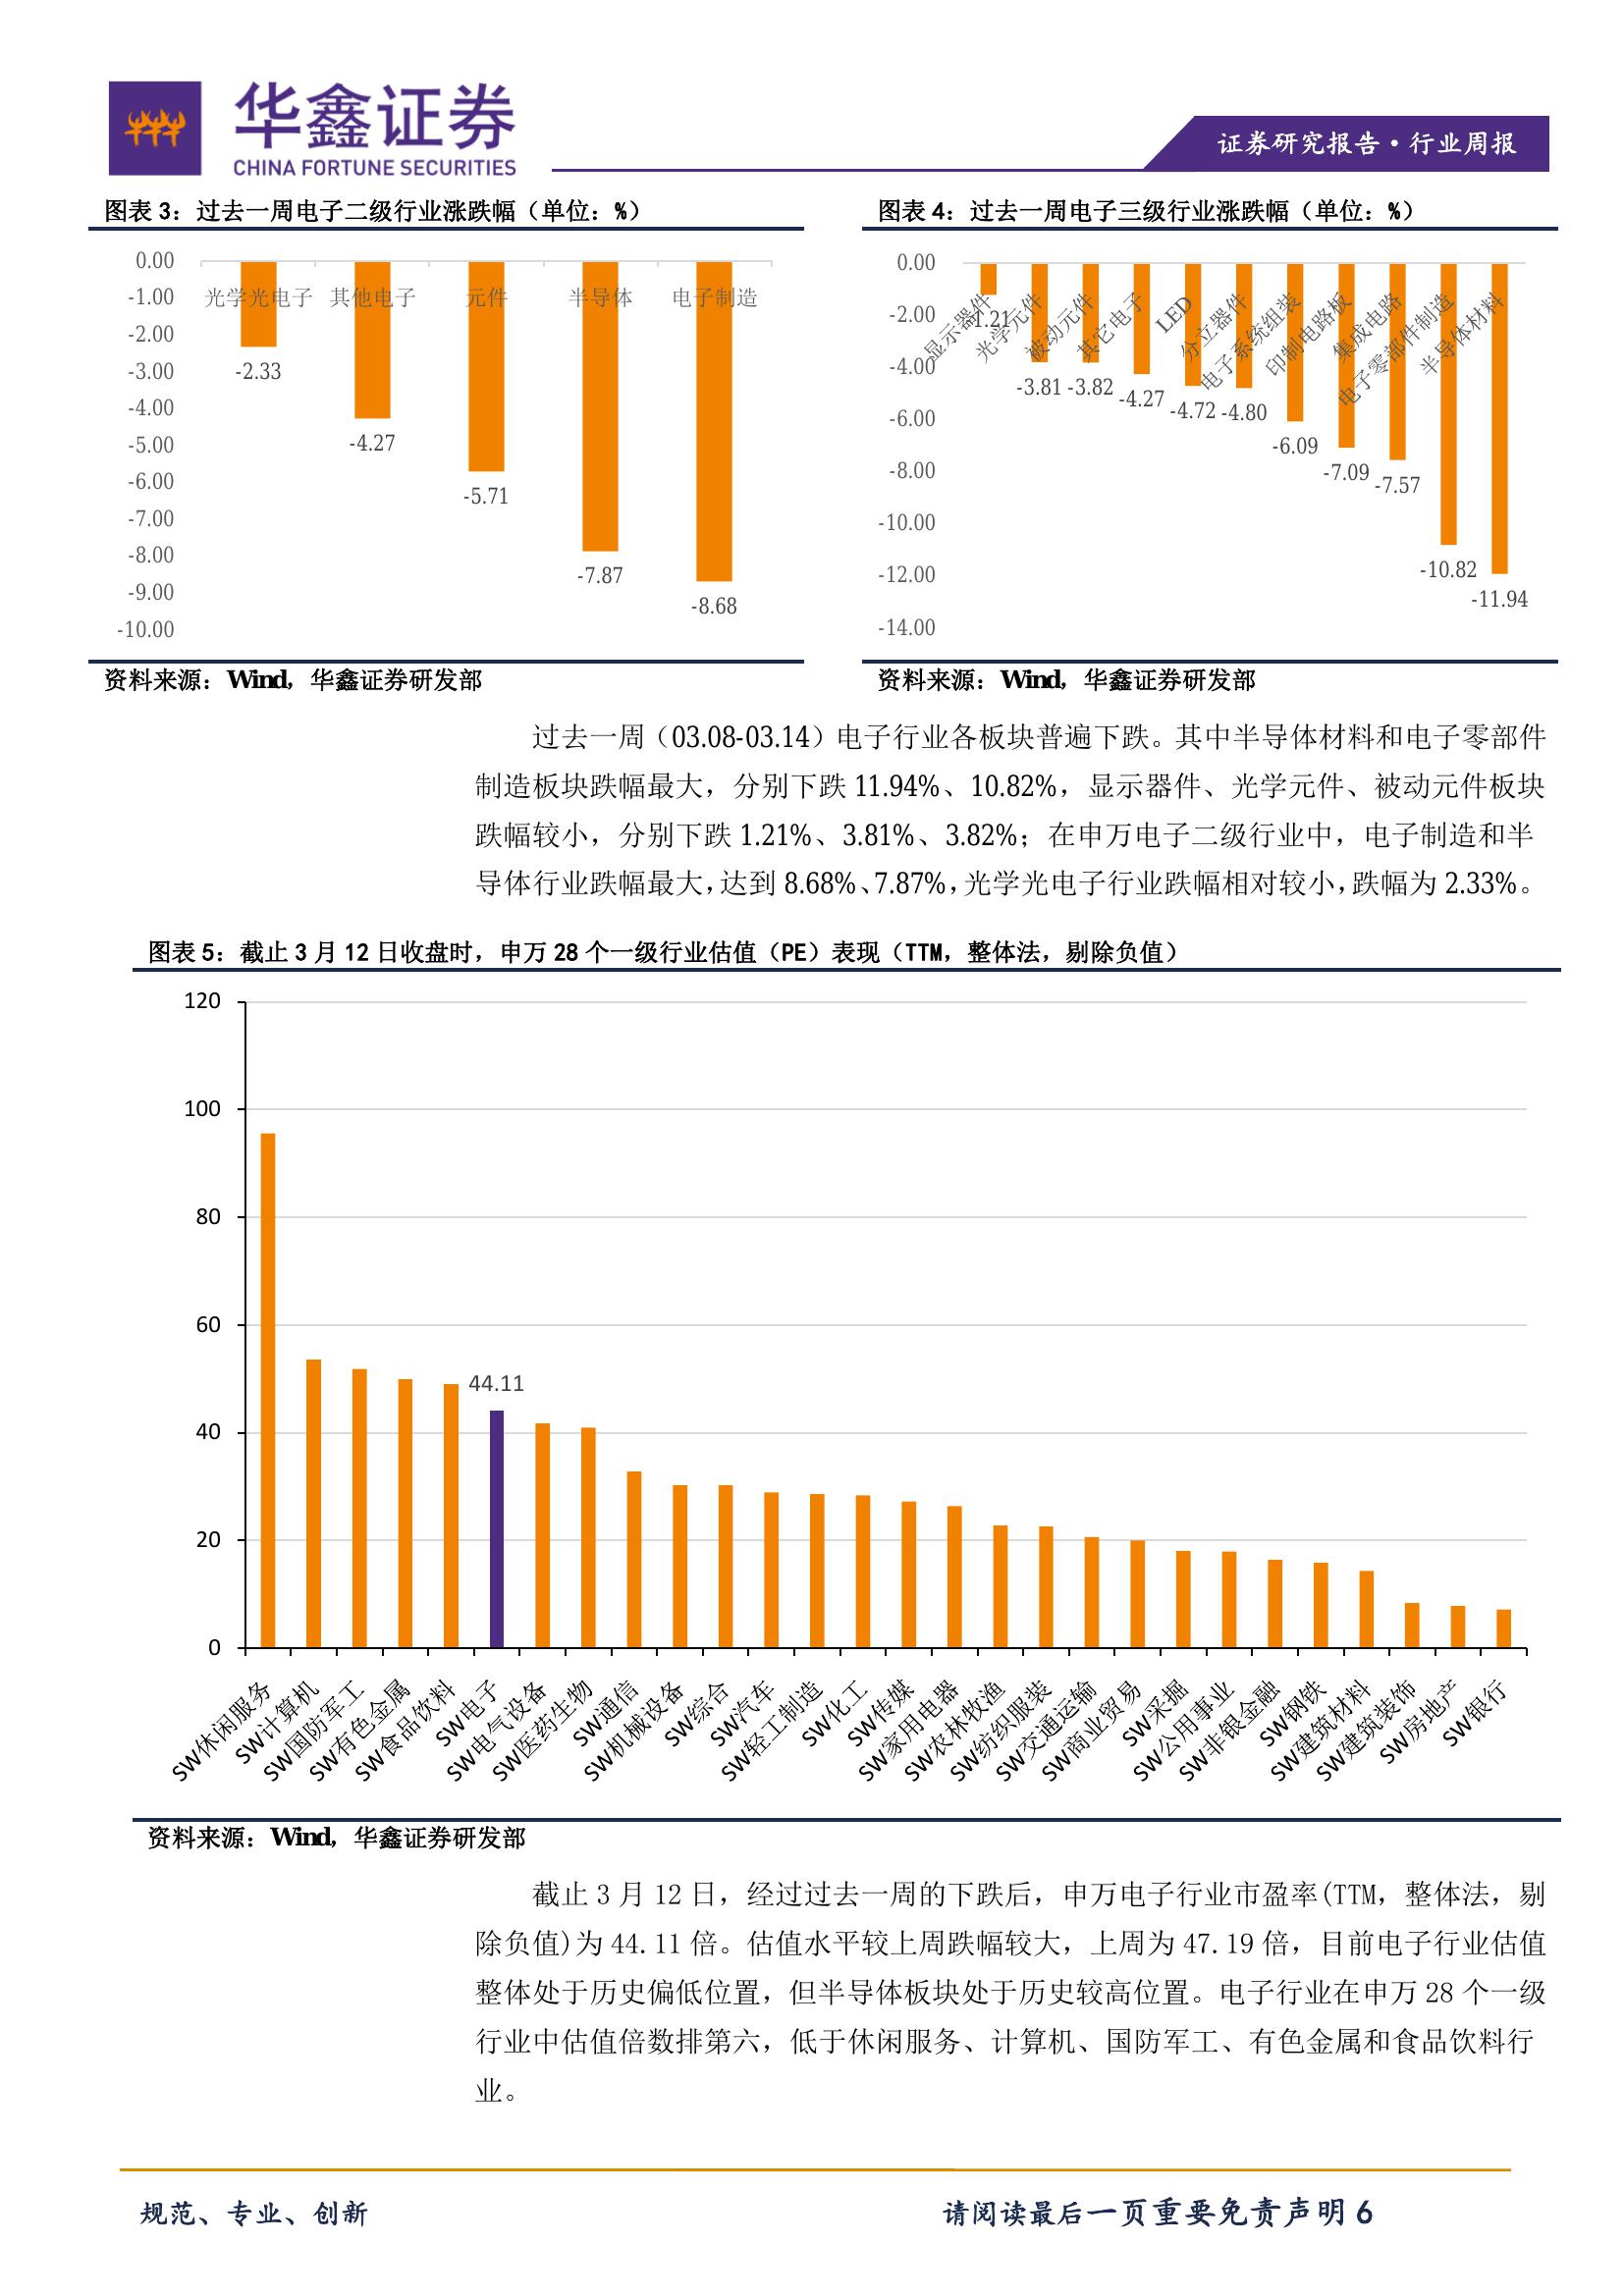 华鑫证券
CHINA FORTUNE SECURITIES
证券研究报告·行业周报
图表 3：过去一周电子二级行业涨跌幅（单位：%）
0.00
-1.00
-2.00
-3.00
-4.00
-5.00
-6.00
-7.00
-8.00
-9.00
-10.00
光学光电子 其他电子 元件 半导体 电子制造
-2.33
-4.27
-5.71
-7.87
-8.68
资料来源：Wind，华鑫证券研发部
图表 4：过去一周电子三级行业涨跌幅（单位：%）
0.00
-2.00
-4.00
-6.00
-8.00
-10.00
-12.00
-14.00
显示器件
光学元件
被动元件
其它电子
LED
分立器件
电子系统组装
印制电路板
集成电路
电子零部件制造
半导体材料
-1.21
-3.81
-3.82
-4.27
-4.72
-4.80
-6.09
-7.09
-7.57
-10.82
-11.94
资料来源：Wind，华鑫证券研发部
过去一周（03.08-03.14）电子行业各板块普遍下跌。其中半导体材料和电子零部件
制造板块跌幅最大，分别下跌 11.94%、10.82%，显示器件、光学元件、被动元件板块
跌幅较小，分别下跌 1.21%、3.81%、3.82%；在申万电子二级行业中，电子制造和半
导体行业跌幅最大，达到 8.68%、7.87%，光学光电子行业跌幅相对较小，跌幅为 2.33%。
图表 5：截止 3 月 12 日收盘时，申万 28 个一级行业估值（PE）表现（TTM，整体法，剔除负值）
120
100
80
60
40
20
0
44.11
SW休闲服务
SW计算机
SW国防军工
SW有色金属
SW食品饮料
SW电子
SW电气设备
SW医药生物
SW通信
SW机械设备
SW综合
SW汽车
SW轻工制造
SW化工
SW传媒
SW家用电器
SW农林牧渔
SW纺织服装
SW交通运输
SW商业贸易
SW采掘
SW公用事业
SW非银金融
SW钢铁
SW建筑材料
SW建筑装饰
SW房地产
SW银行
资料来源：Wind，华鑫证券研发部
截止 3 月 12 日，经过过去一周的下跌后，申万电子行业市盈率(TTM，整体法，剔
除负值)为 44.11 倍。估值水平较上周跌幅较大，上周为 47.19 倍，目前电子行业估值
整体处于历史偏低位置，但半导体板块处于历史较高位置。电子行业在申万 28 个一级
行业中估值倍数排第六，低于休闲服务、计算机、国防军工、有色金属和食品饮料行
业。
规范、专业、创新
请阅读最后一页重要免责声明 6